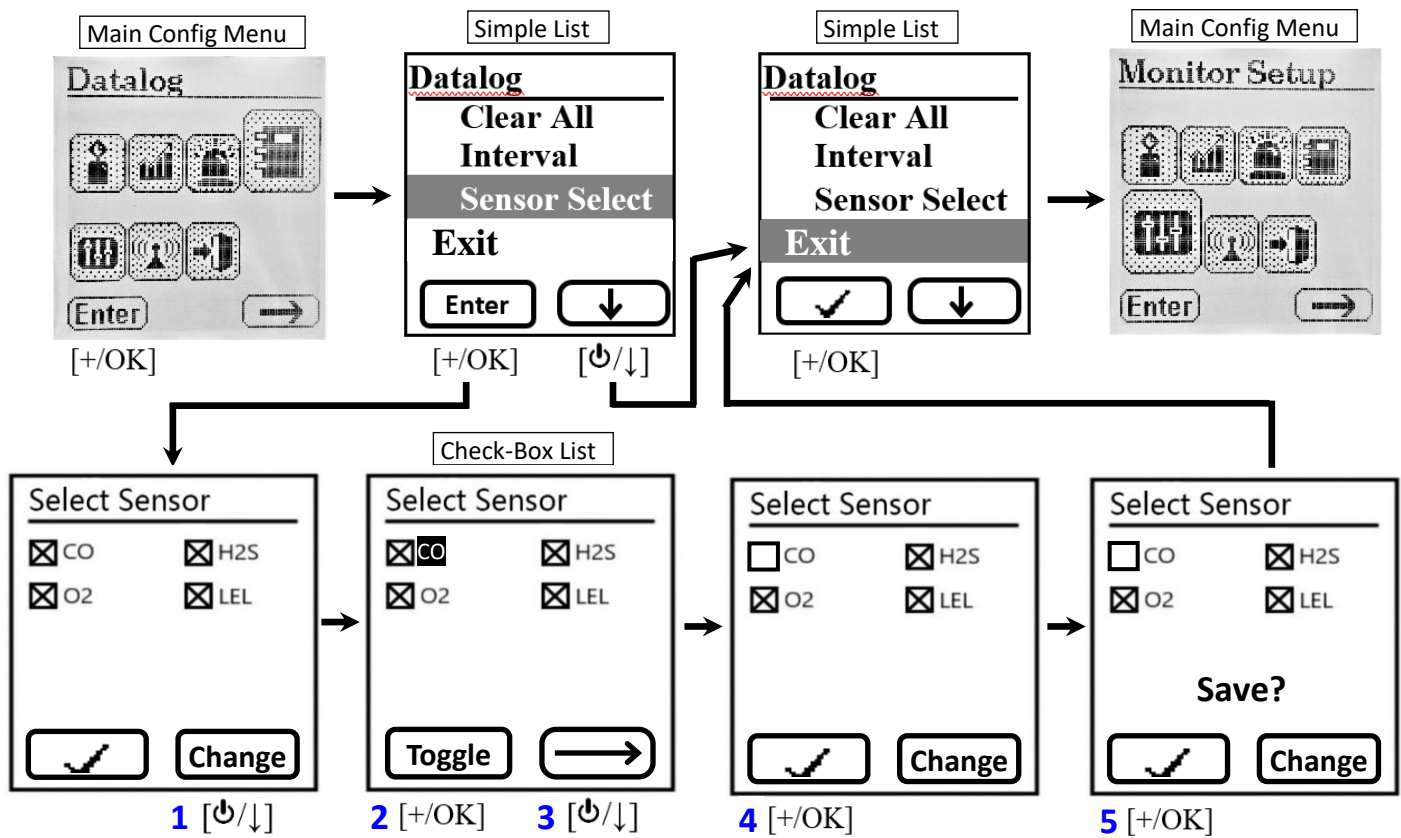 Main Config Menu
Simple List
Simple List
Main Config Menu
Datalog
Enter
[+/OK]
Datalog
Clear All
Interval
Sensor Select
Exit
Enter
↓
[+/OK] [⏻/↓]
Datalog
Clear All
Interval
Sensor Select
Exit
✓ ↓
[+/OK]
Monitor Setup
Enter
Check-Box List
Select Sensor
☒ CO ☒ H2S
☒ O2 ☒ LEL
✓ Change
1 [⏻/↓]
Select Sensor
☒ CO ☒ H2S
☒ O2 ☒ LEL
Toggle →
2 [+/OK] 3 [⏻/↓]
Select Sensor
☐ CO ☒ H2S
☒ O2 ☒ LEL
✓ Change
4 [+/OK]
Select Sensor
☐ CO ☒ H2S
☒ O2 ☒ LEL
Save?
✓ Change
5 [+/OK]